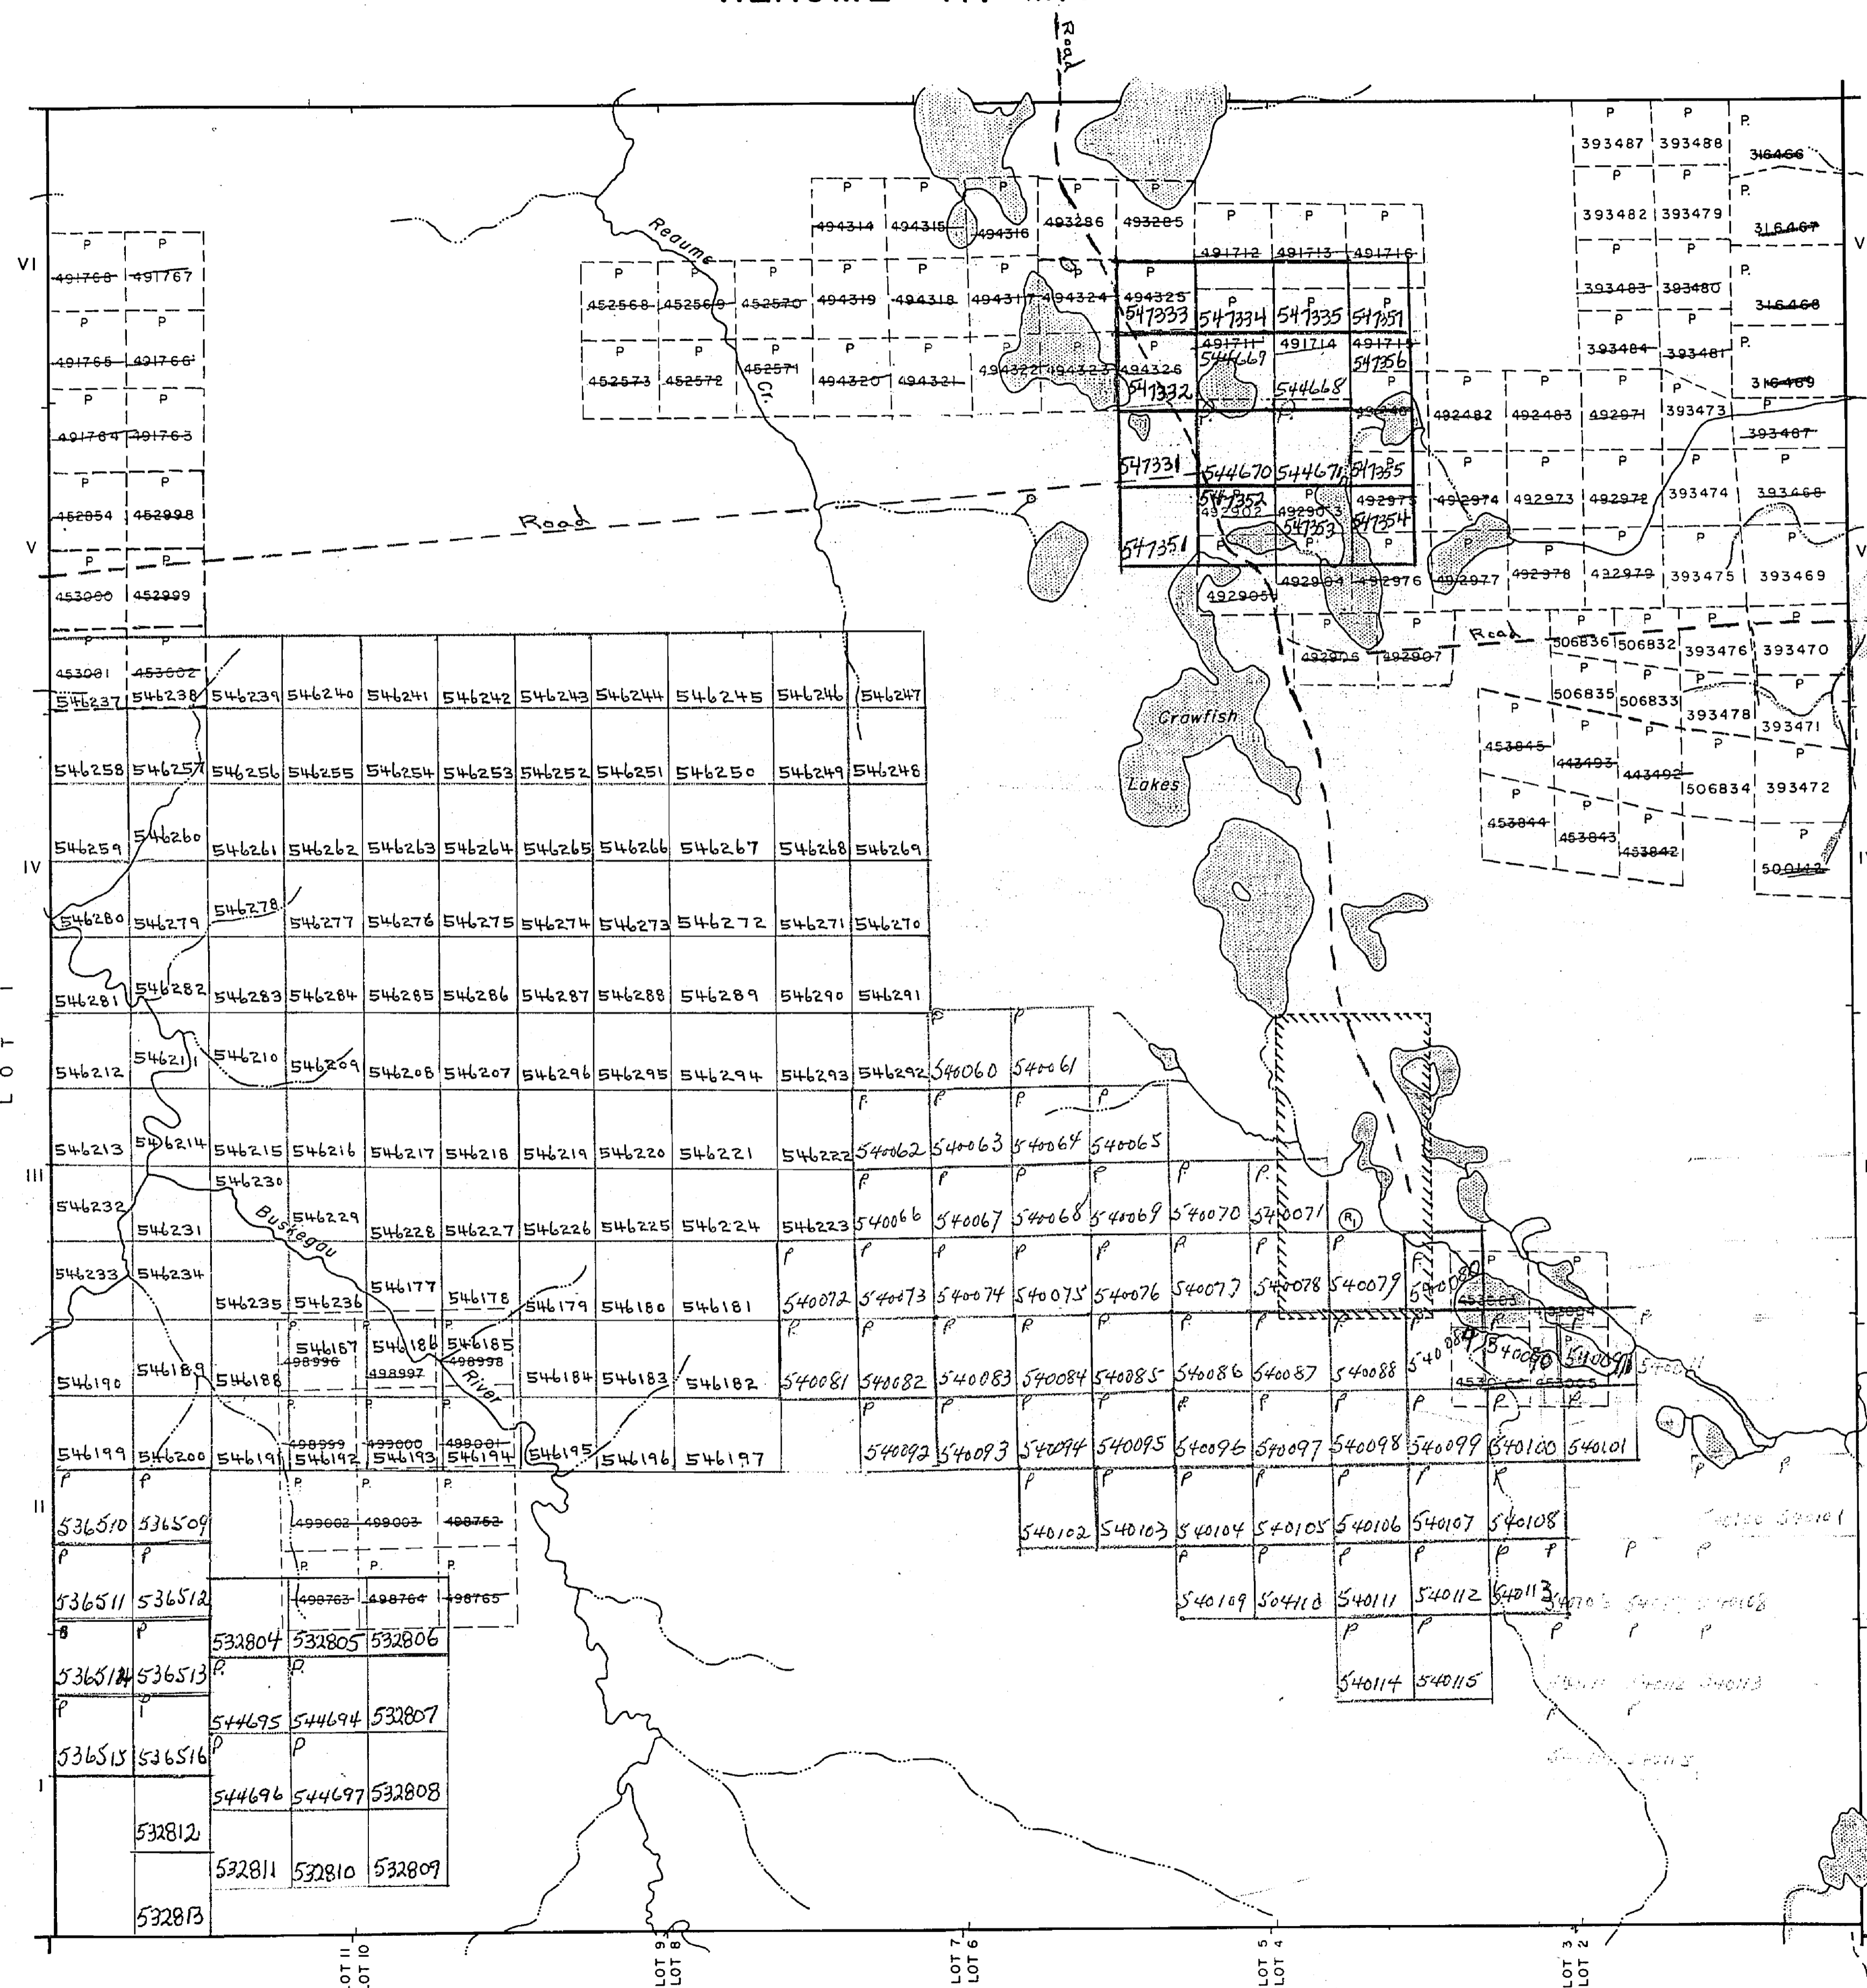 Road
P P P.
393487 393488 316466
P P P.
393482 393479 316467
P P P P P
494314 494315 494316 493286 493285
P P P
491712 491713 491716
Reaume
Cr.
VI
P P
491768 491767
P P P.
393483 393480 316468
P P P P P P P
452568 452569 452570 494319 494318 494317 494324 494325
P P P
547333 547334 547335 547351
P P
491765 491766
P P P.
393484 393481 316469
P P P P P P
452573 452572 452571 494320 494321 494322 494323 494326
491711 491714 491715
544669 547356
547332 544668
P P
491764 491763
P P P P P P
492482 492483 492971 393473 393467
547331 544670 544671 547355
P P
452854 452998
P P P P P
492975 492974 492973 492972 393474 393468
547352 492902 492903 547353 547354
Road
V
547351
P P
453000 452999
P P P P P
492904 492976 492977 492978 492979 393475 393469
492905
P P
492906 492907
Road
P P P P
506836 506832 393476 393470
P P
453001 453002
546237 546238 546239 546240 546241 546242 546243 546244 546245 546246 546247
P P P P
506835 506833 393478 393471
P
453845 443493 443492 506834 393472
P P P
453844 453843 453842
P
500112
Crawfish
Lakes
546258 546257 546256 546255 546254 546253 546252 546251 546250 546249 546248
546259 546260 546261 546262 546263 546264 546265 546266 546267 546268 546269
IV
546280 546279 546278 546277 546276 546275 546274 546273 546272 546271 546270
546281 546282 546283 546284 546285 546286 546287 546288 546289 546290 546291
LOT 1
P P
546212 546211 546210 546209 546208 546207 546296 546295 546294 546293 546292 540060 540061
P. P. P P
546213 546214 546215 546216 546217 546218 546219 546220 546221 546222 540062 540063 540064 540065
III
P. P P P P. P.
546232 546231 546230 546229 546228 546227 546226 546225 546224 546223 540066 540067 540068 540069 540070 540071
R1
Buskegau
River
P P P P P P P P P
546233 546234 546235 546236 546177 546178 546179 546180 546181 540072 540073 540074 540075 540076 540077 540078 540079 540080
P. P P P P P P P. P P
546190 546189 546188 546187 546186 546185 546184 546183 546182 540081 540082 540083 540084 540085 540086 540087 540088 540089 540090 540091
498996 498997 498998
P P P P P P P P P P
498999 499000 499001
546199 546200 546191 546192 546193 546194 546195 546196 546197 540092 540093 540094 540095 540096 540097 540098 540099 540100 540101
II
P P P. P. P. P P P P P P P
536510 536509 499002 499003 498762 540102 540103 540104 540105 540106 540107 540108
P P P. P. P. P P P P P
536511 536512 498763 498764 498765 540109 504110 540111 540112 540113
P P P
532804 532805 532806
536514 536513 P. P. 540114 540115
P
544695 544694 532807
536515 536516 P P
I
544696 544697 532808
532812
532811 532810 532809
532813
LOT 11
LOT 10
LOT 9
LOT 8
LOT 7
LOT 6
LOT 5
LOT 4
LOT 3
LOT 2